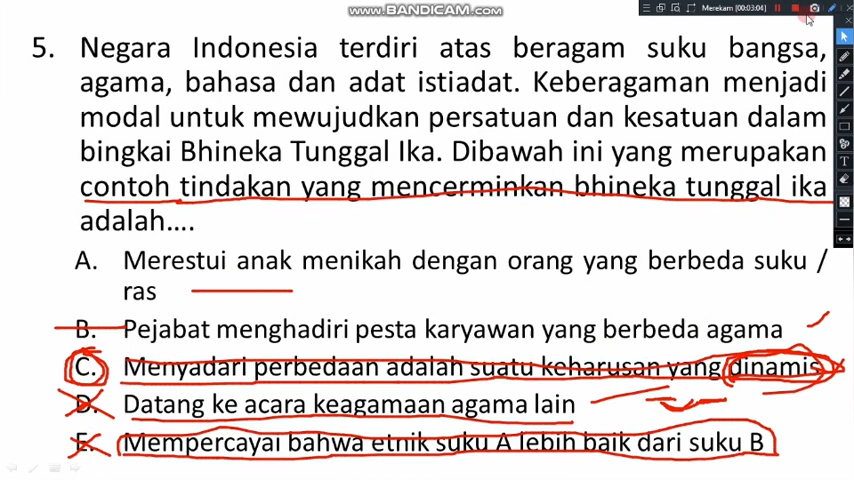 www.BANDICAM.com
Merekam [00:03:04]
5. Negara Indonesia terdiri atas beragam suku bangsa,
agama, bahasa dan adat istiadat. Keberagaman menjadi
modal untuk mewujudkan persatuan dan kesatuan dalam
bingkai Bhineka Tunggal Ika. Dibawah ini yang merupakan
contoh tindakan yang mencerminkan bhineka tunggal ika
adalah....
A. Merestui anak menikah dengan orang yang berbeda suku /
ras
B. Pejabat menghadiri pesta karyawan yang berbeda agama
C. Menyadari perbedaan adalah suatu keharusan yang dinamis
D. Datang ke acara keagamaan agama lain
E. Mempercayai bahwa etnik suku A lebih baik dari suku B